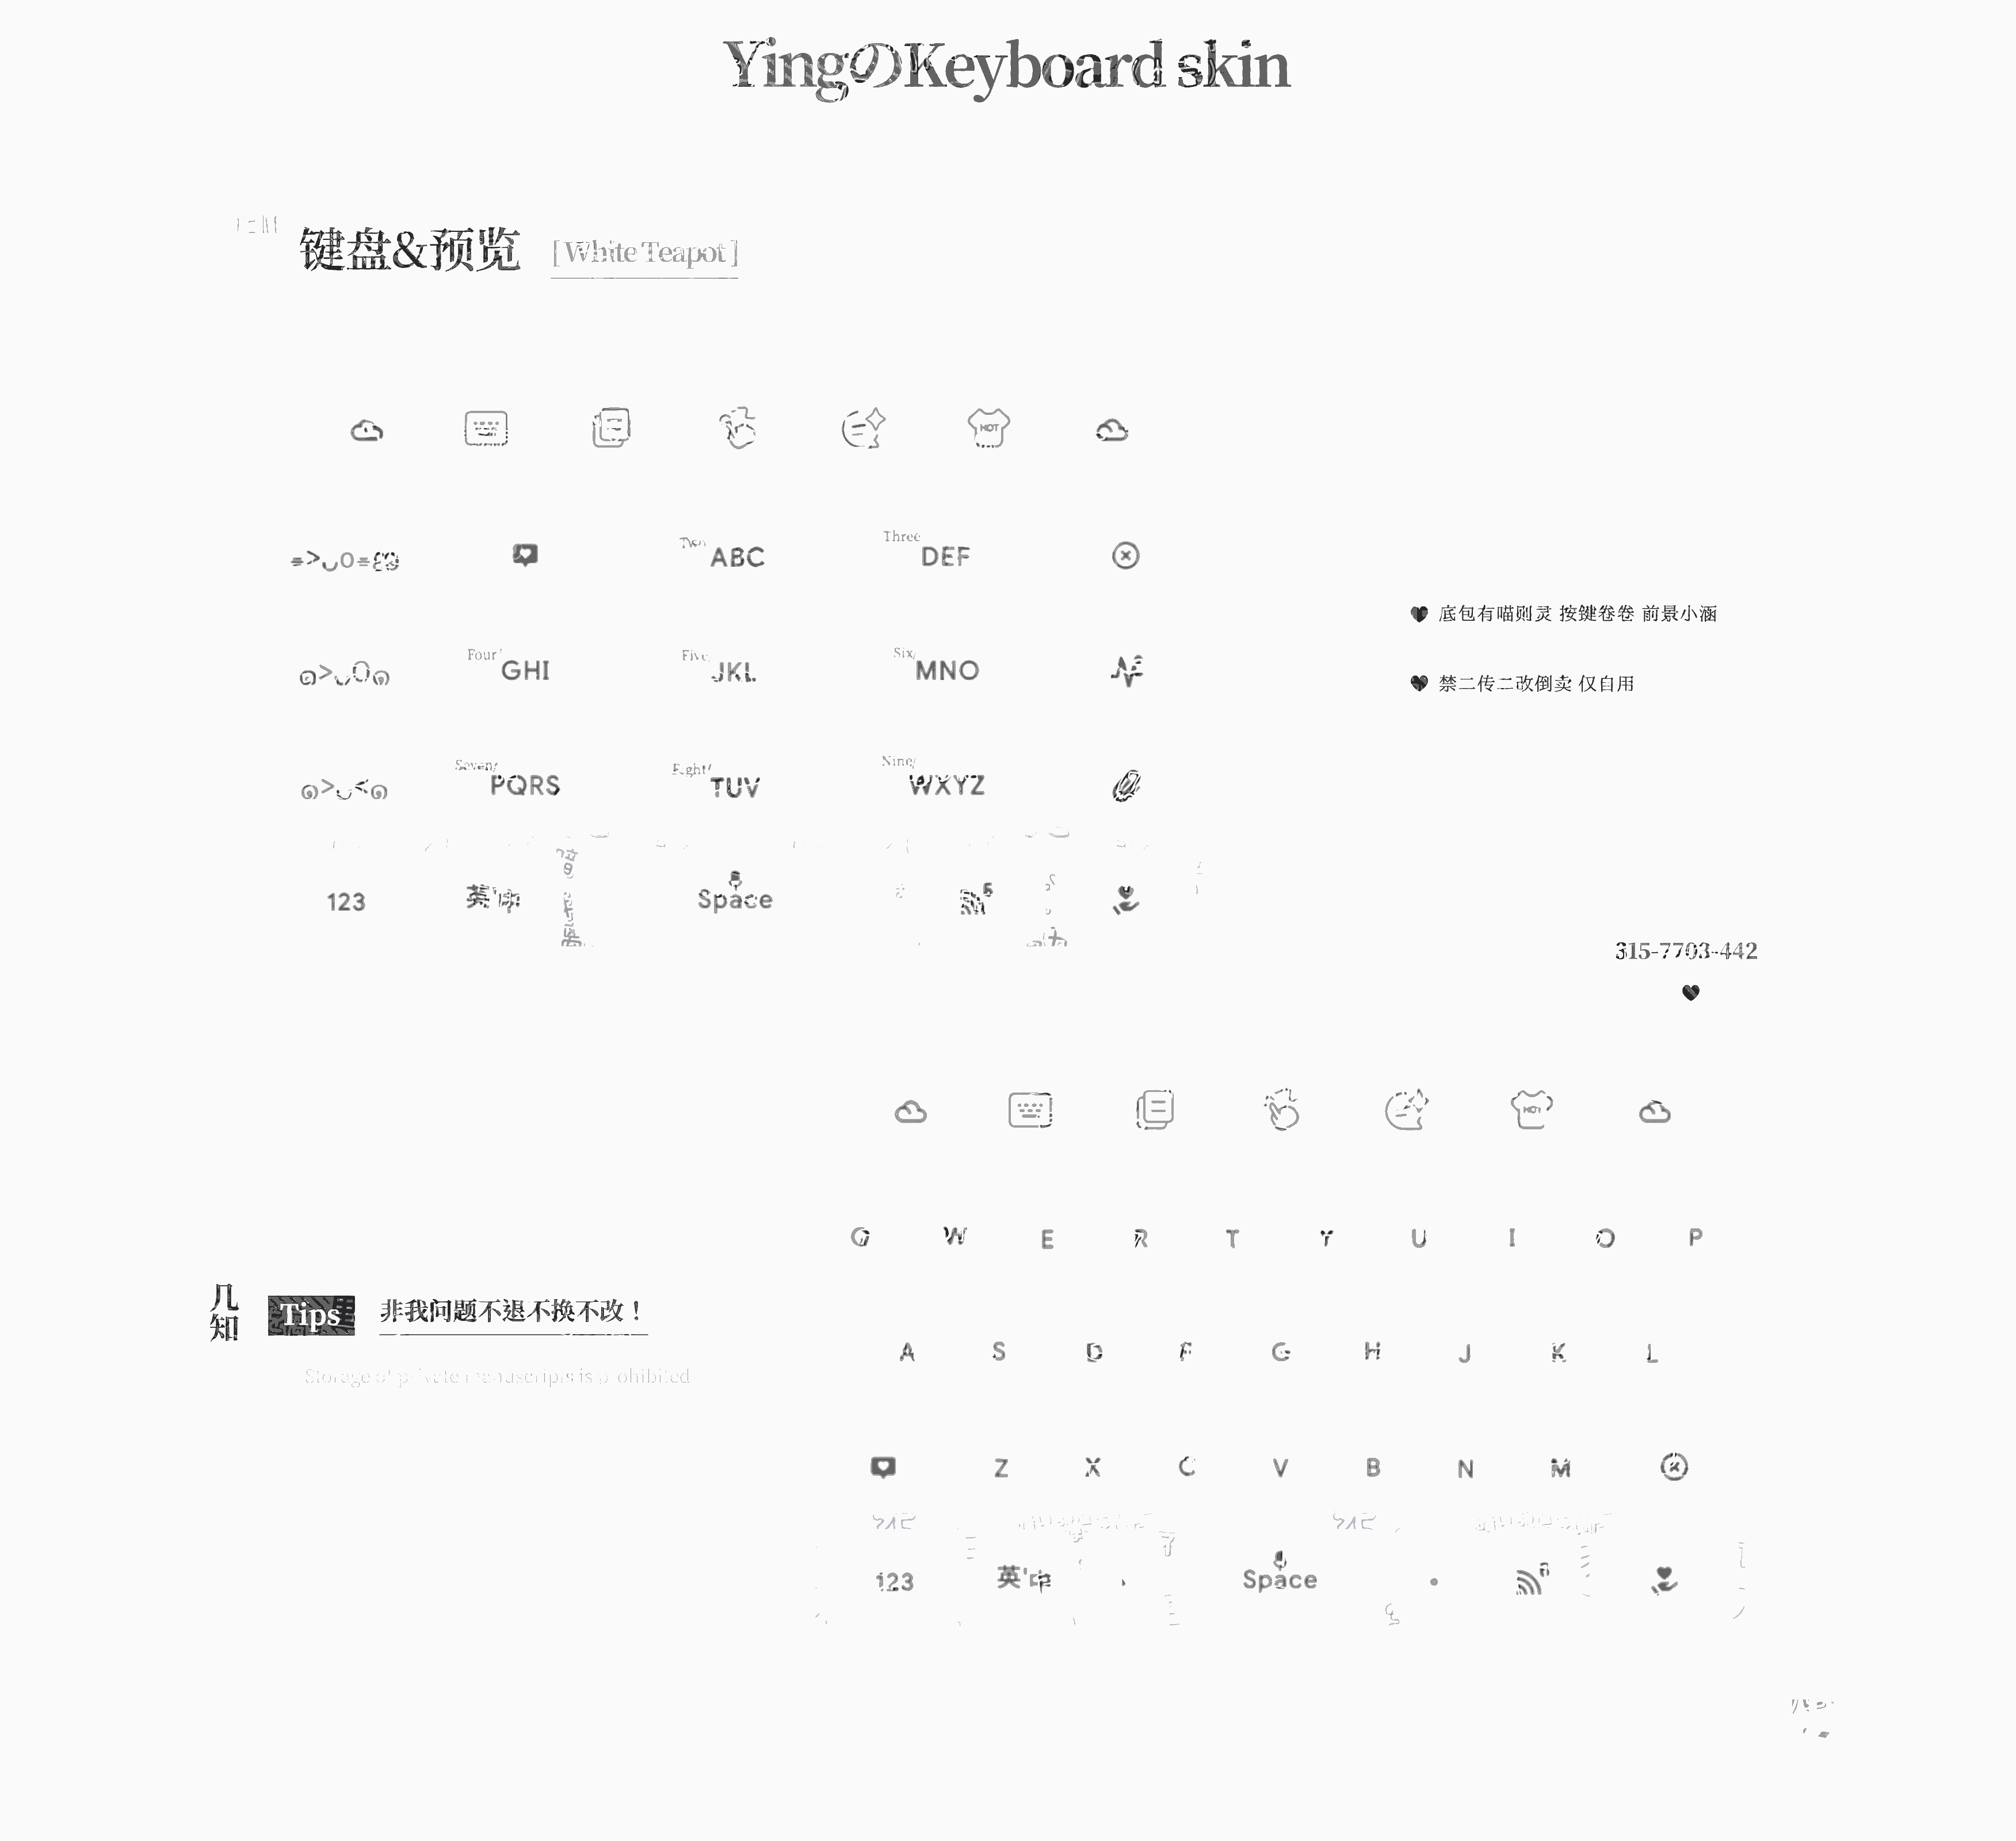 YingのKeyboard skin
键盘&预览 [White Teapot]
HOT
Two ABC Three DEF
Four GHI Five JKL Six MNO
Seven PQRS Eight TUV Nine WXYZ
123 英'中 Space
♥ 底包有喵则灵 按键卷卷 前景小涵
♥ 禁二传二改倒卖 仅自用
315-7703-442
HOT
Q W E R T Y U I O P
A S D F G H J K L
Z X C V B N M
123 英'中 Space
几知
Tips 非我问题不退不换不改！
Storage of private manuscripts is prohibited